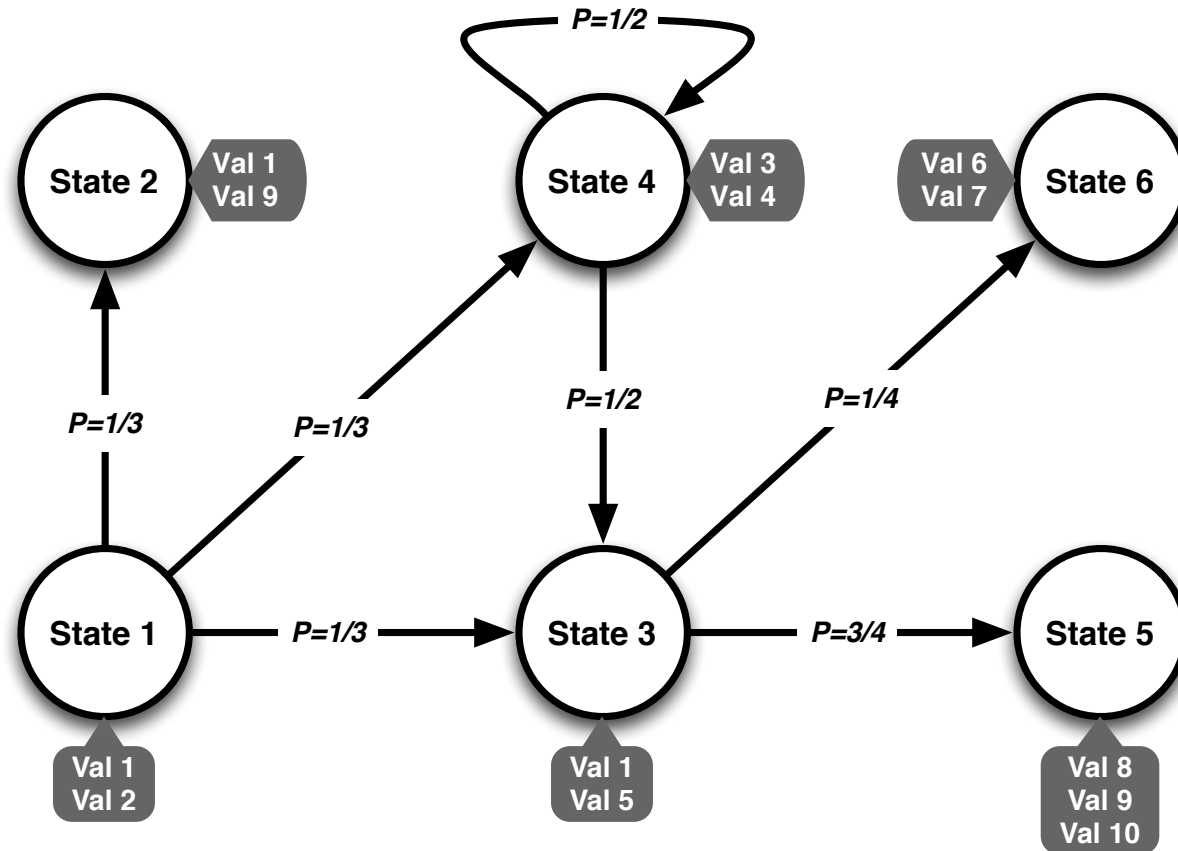 P=1/2
State 2
Val 1
Val 9
State 4
Val 3
Val 4
Val 6
Val 7
State 6
P=1/3
P=1/3
P=1/2
P=1/4
State 1
P=1/3
State 3
P=3/4
State 5
Val 1
Val 2
Val 1
Val 5
Val 8
Val 9
Val 10